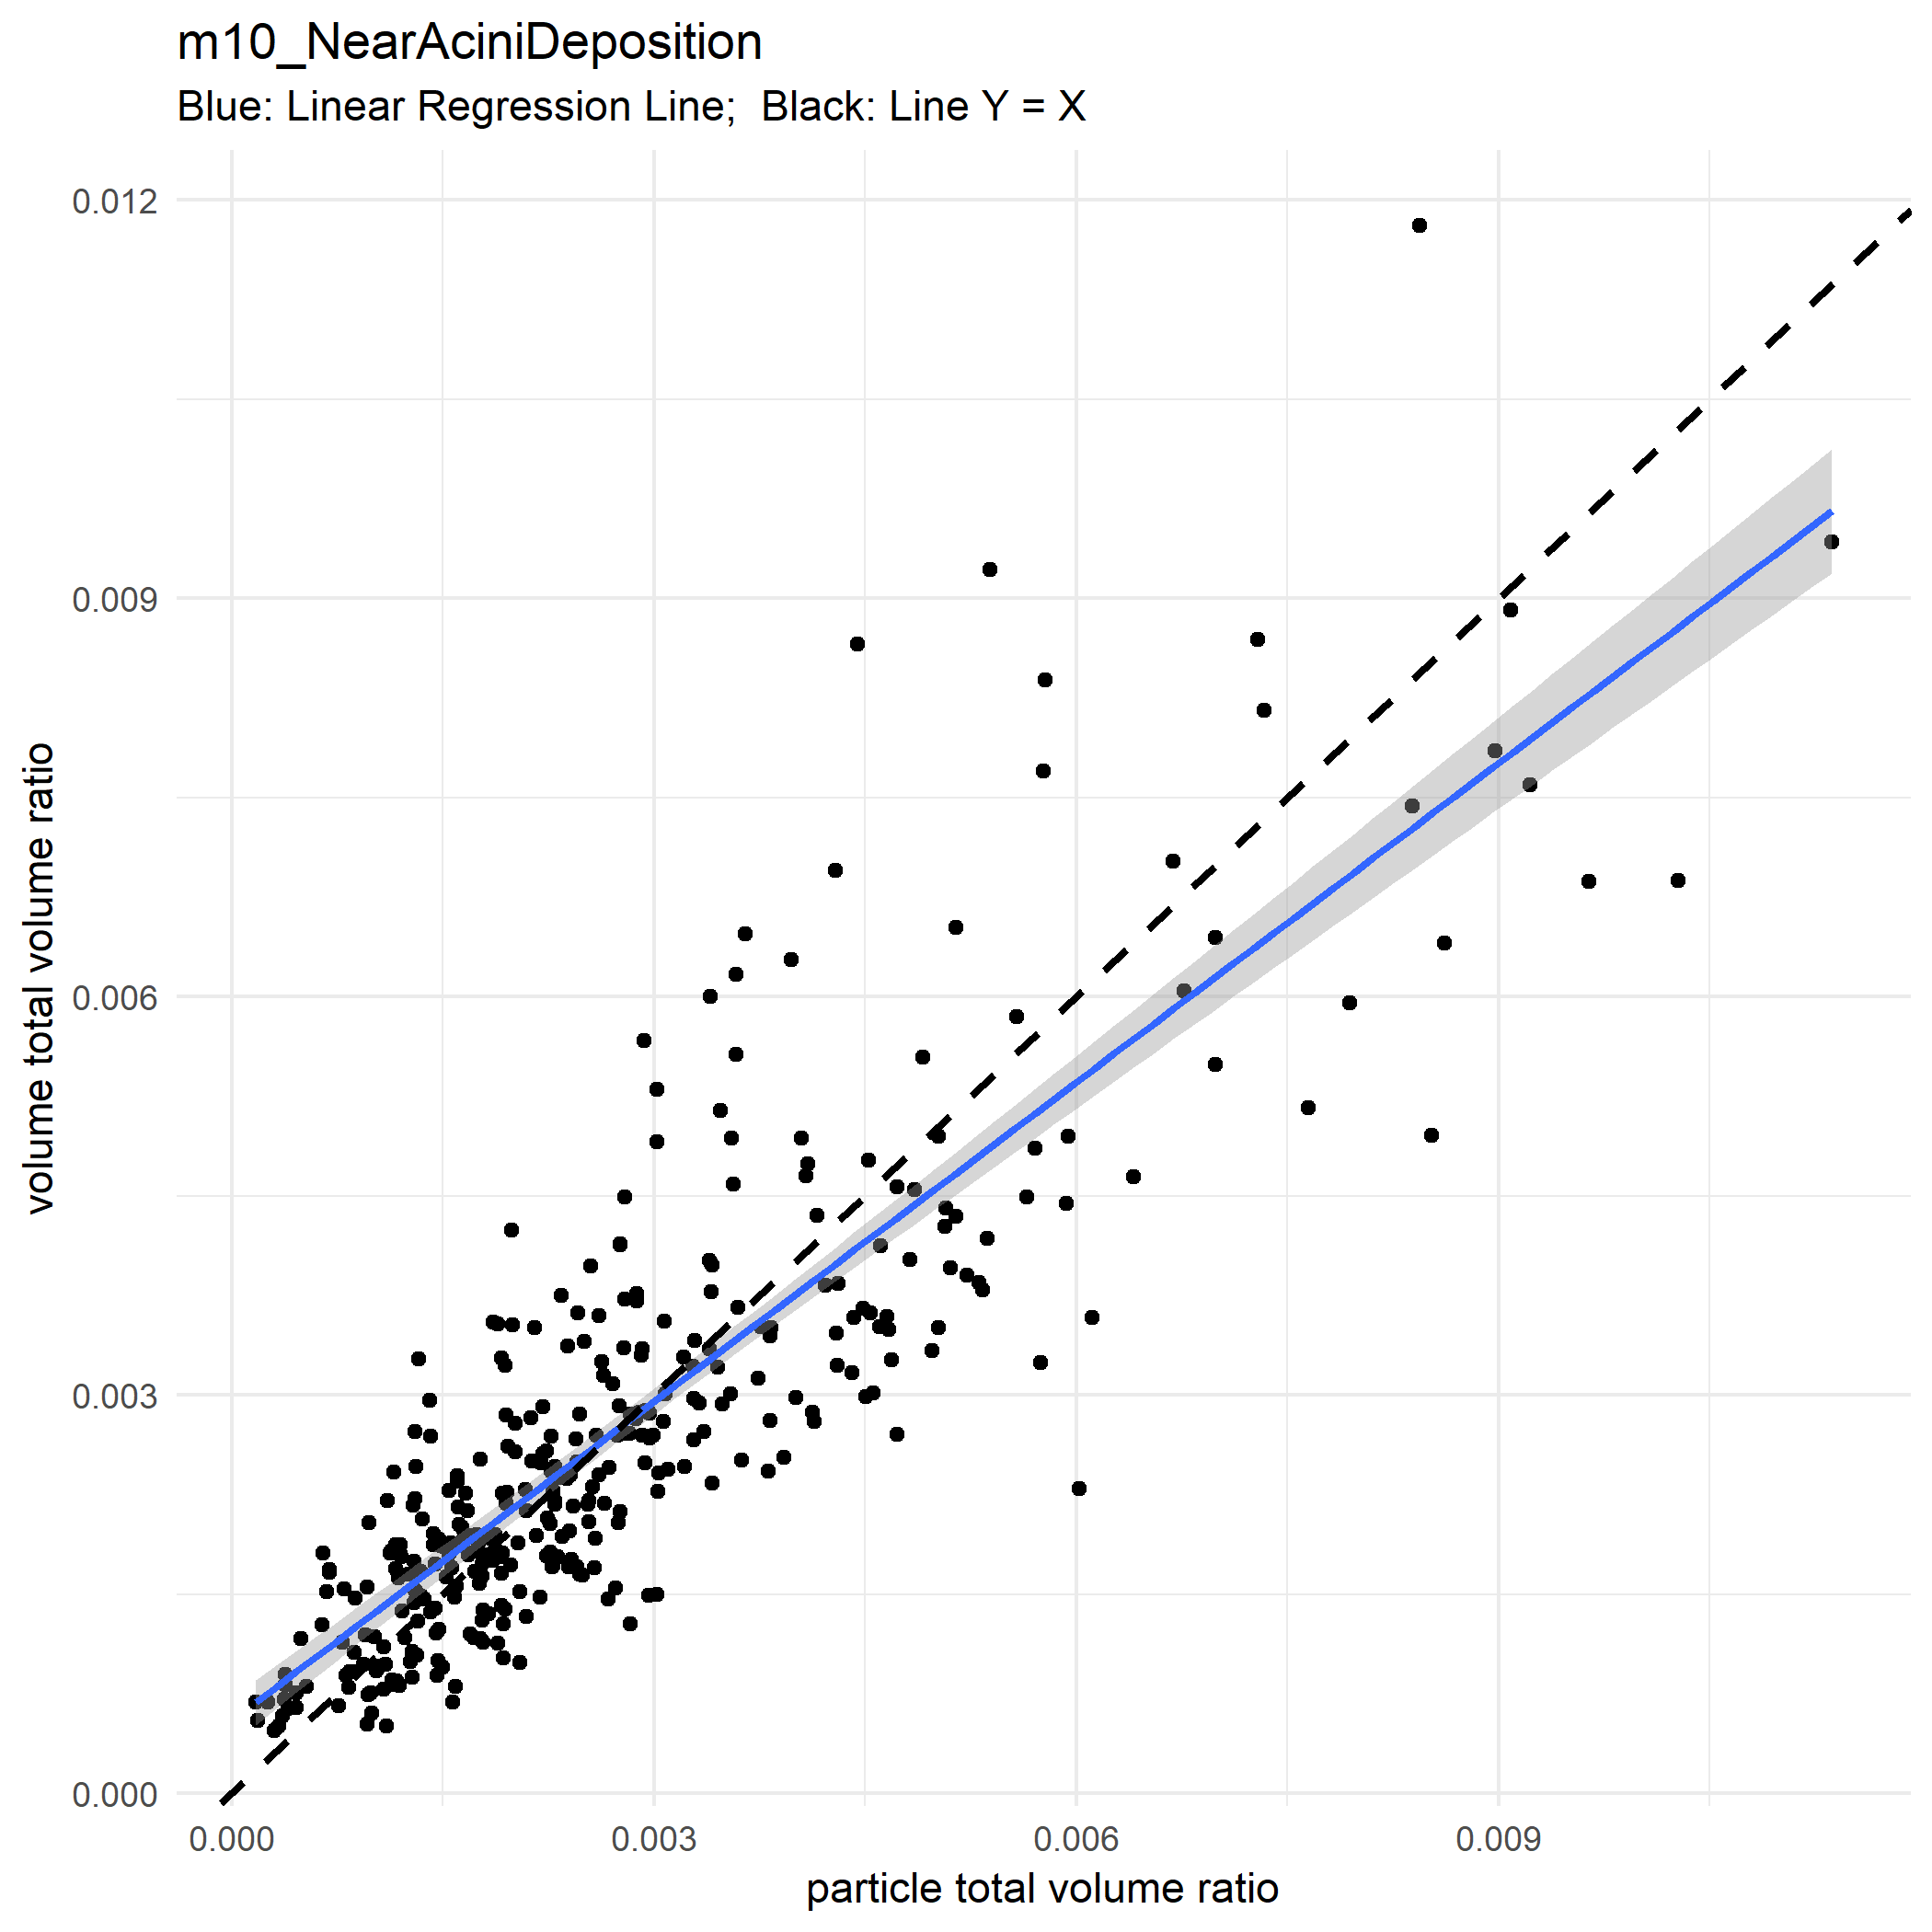 m10_NearAciniDeposition
Blue: Linear Regression Line;  Black: Line Y = X
0.012
0.009
0.006
0.003
0.000
volume total volume ratio
0.000 0.003 0.006 0.009
particle total volume ratio